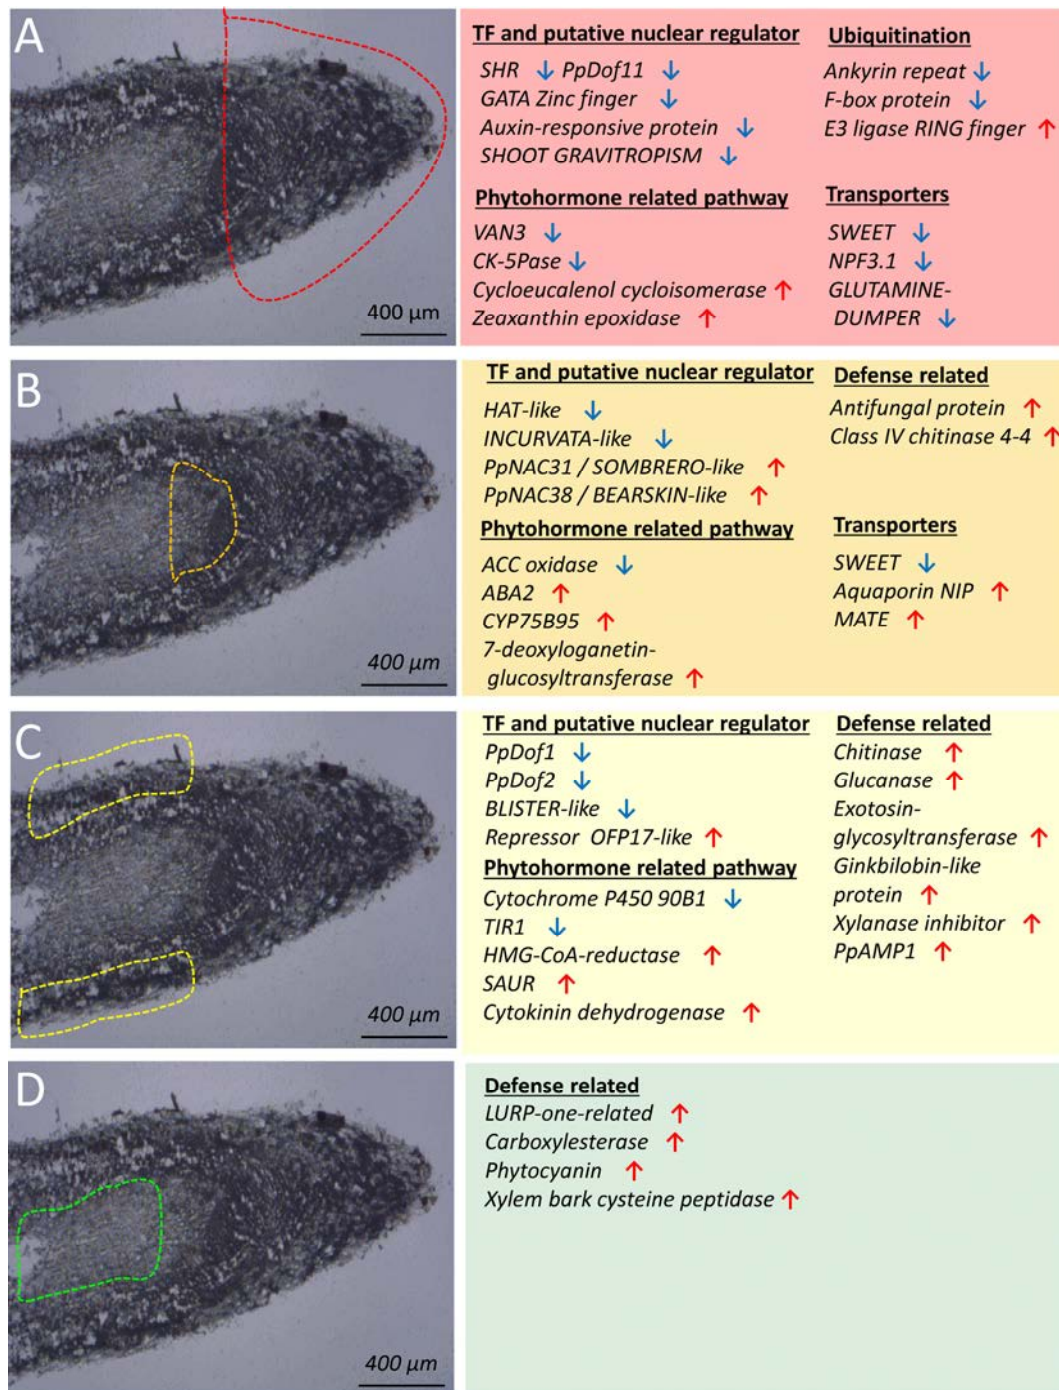 A
400 µm
TF and putative nuclear regulator
SHR ↓ PpDof11 ↓
GATA Zinc finger ↓
Auxin-responsive protein ↓
SHOOT GRAVITROPISM ↓
Phytohormone related pathway
VAN3 ↓
CK-5Pase ↓
Cycloeucalenol cycloisomerase ↑
Zeaxanthin epoxidase ↑
Ubiquitination
Ankyrin repeat ↓
F-box protein ↓
E3 ligase RING finger ↑
Transporters
SWEET ↓
NPF3.1 ↓
GLUTAMINE-
DUMPER ↓
B
400 µm
TF and putative nuclear regulator
HAT-like ↓
INCURVATA-like ↓
PpNAC31 / SOMBRERO-like ↑
PpNAC38 / BEARSKIN-like ↑
Phytohormone related pathway
ACC oxidase ↓
ABA2 ↑
CYP75B95 ↑
7-deoxyloganetin-
glucosyltransferase ↑
Defense related
Antifungal protein ↑
Class IV chitinase 4-4 ↑
Transporters
SWEET ↓
Aquaporin NIP ↑
MATE ↑
C
400 µm
TF and putative nuclear regulator
PpDof1 ↓
PpDof2 ↓
BLISTER-like ↓
Repressor OFP17-like ↑
Phytohormone related pathway
Cytochrome P450 90B1 ↓
TIR1 ↓
HMG-CoA-reductase ↑
SAUR ↑
Cytokinin dehydrogenase ↑
Defense related
Chitinase ↑
Glucanase ↑
Exotosin-
glycosyltransferase ↑
Ginkbilobin-like
protein ↑
Xylanase inhibitor ↑
PpAMP1 ↑
D
400 µm
Defense related
LURP-one-related ↑
Carboxylesterase ↑
Phytocyanin ↑
Xylem bark cysteine peptidase ↑